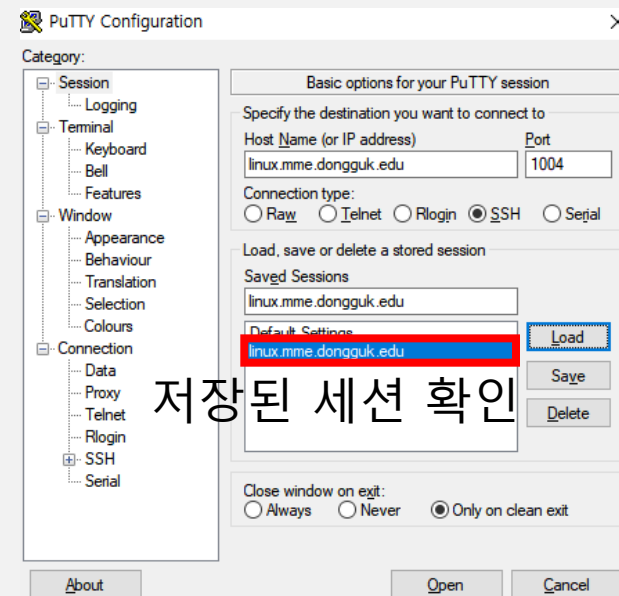 PuTTY Configuration
Category:
Session
Logging
Terminal
Keyboard
Bell
Features
Window
Appearance
Behaviour
Translation
Selection
Colours
Connection
Data
Proxy
Telnet
Rlogin
SSH
Serial
Basic options for your PuTTY session
Specify the destination you want to connect to
Host Name (or IP address) Port
linux.mme.dongguk.edu 1004
Connection type:
Raw Telnet Rlogin SSH Serial
Load, save or delete a stored session
Saved Sessions
linux.mme.dongguk.edu
Default Settings
linux.mme.dongguk.edu
Load
Save
Delete
저장된 세션 확인
Close window on exit:
Always Never Only on clean exit
About Open Cancel